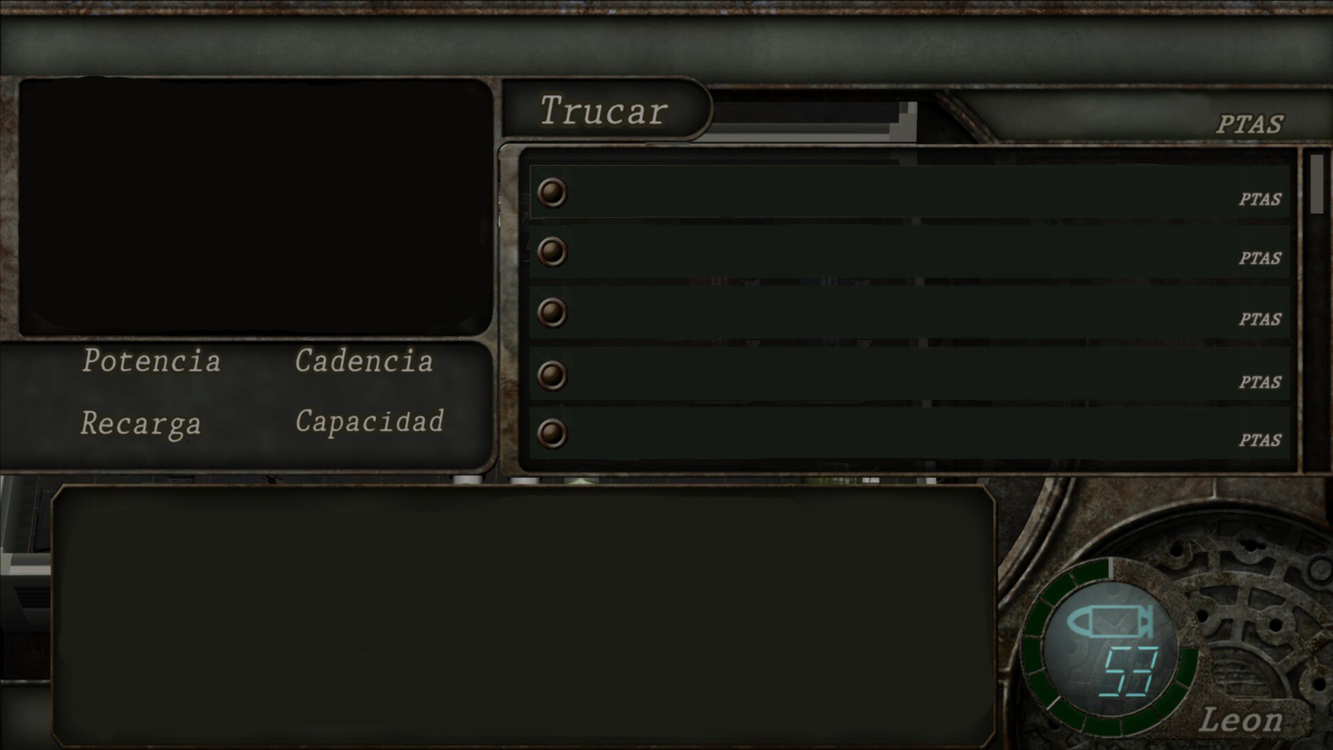 Trucar
PTAS
PTAS
PTAS
PTAS
PTAS
PTAS
Potencia Cadencia
Recarga Capacidad
53
Leon